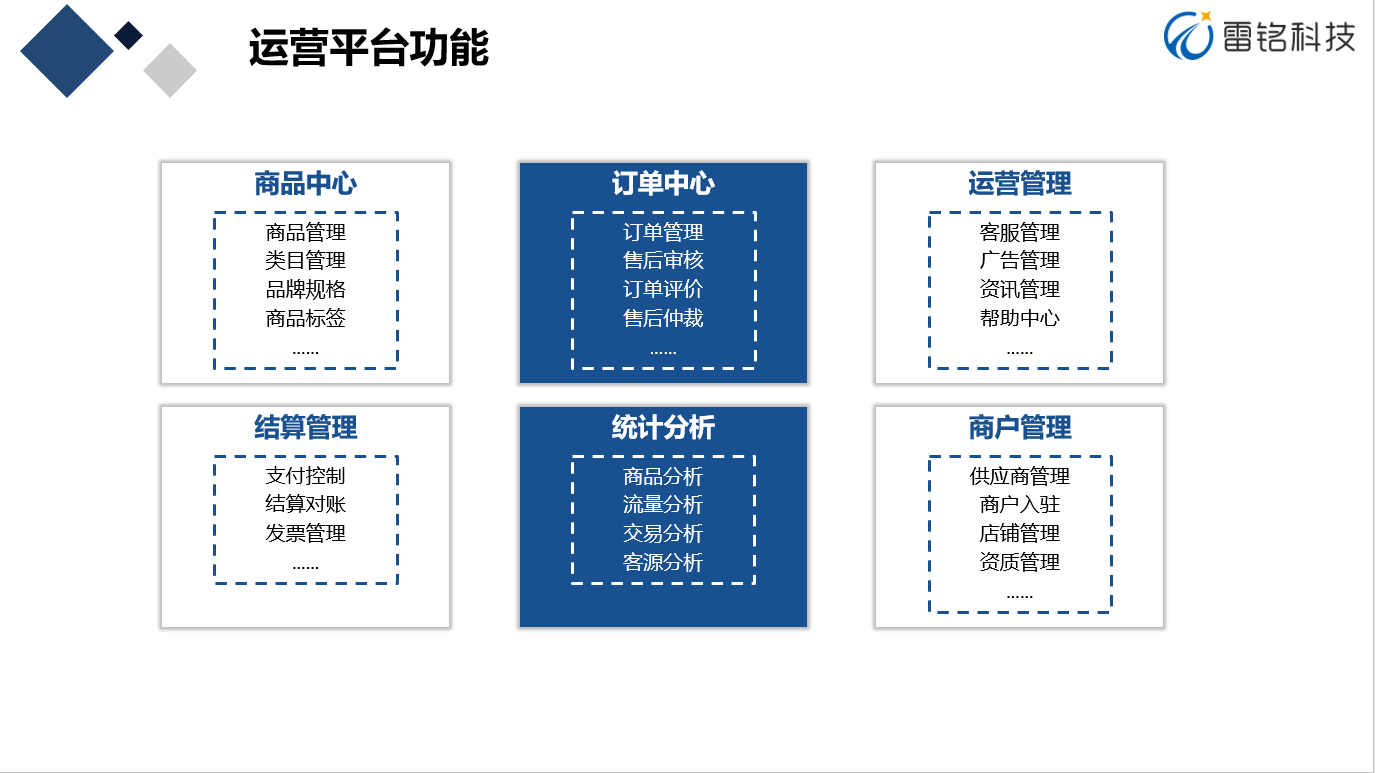 运营平台功能
雷铭科技
商品中心
商品管理
类目管理
品牌规格
商品标签
......
订单中心
订单管理
售后审核
订单评价
售后仲裁
......
运营管理
客服管理
广告管理
资讯管理
帮助中心
......
结算管理
支付控制
结算对账
发票管理
......
统计分析
商品分析
流量分析
交易分析
客源分析
商户管理
供应商管理
商户入驻
店铺管理
资质管理
......